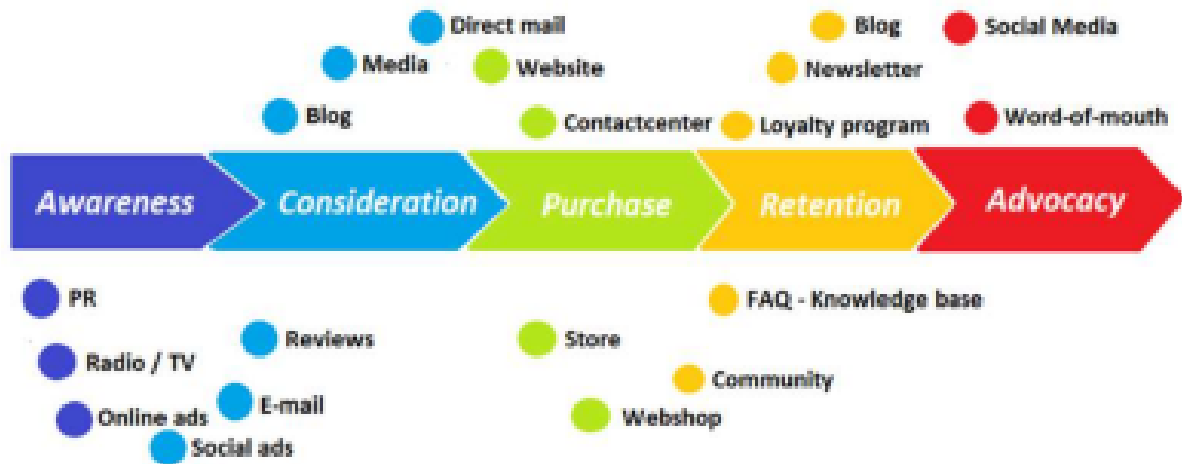 Direct mail
Blog
Social Media
Media
Website
Newsletter
Blog
Contactcenter
Loyalty program
Word-of-mouth
Awareness
Consideration
Purchase
Retention
Advocacy
PR
FAQ - Knowledge base
Reviews
Store
Radio / TV
Community
E-mail
Online ads
Webshop
Social ads